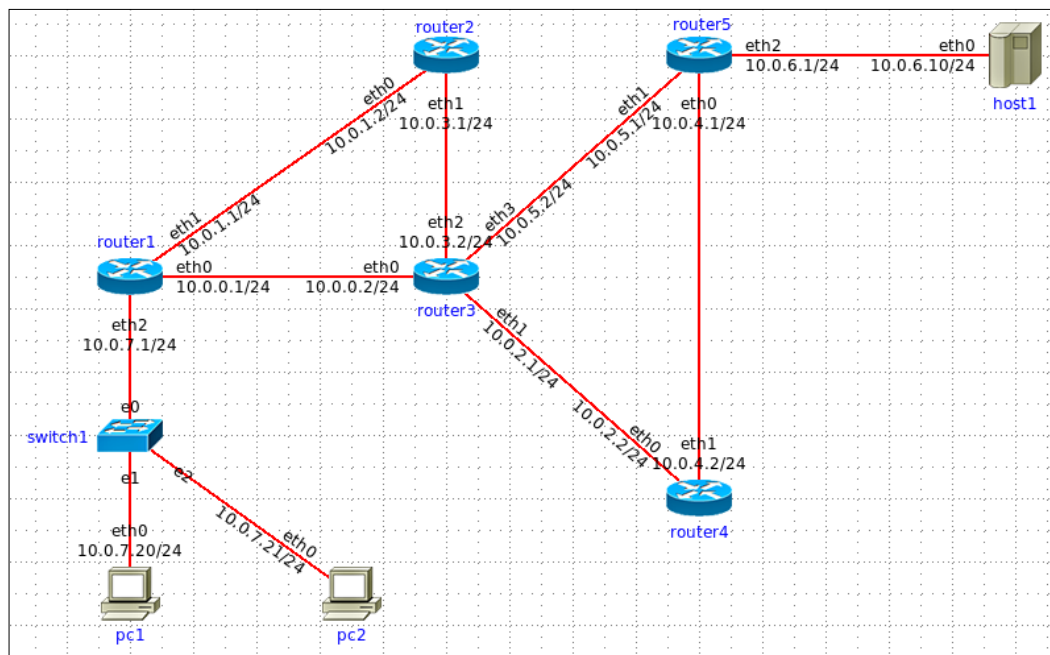 router2
router5
eth2
10.0.6.1/24
eth0
10.0.6.10/24
host1
eth0
10.0.1.2/24
eth1
10.0.3.1/24
eth1
10.0.5.1/24
eth0
10.0.4.1/24
eth1
10.0.1.1/24
eth2
10.0.3.2/24
eth3
10.0.5.2/24
router1
eth0
10.0.0.1/24
eth0
10.0.0.2/24
router3
eth2
10.0.7.1/24
eth1
10.0.2.1/24
e0
switch1
e1
e2
eth0
10.0.2.2/24
eth1
10.0.4.2/24
router4
eth0
10.0.7.20/24
eth0
10.0.7.21/24
pc1
pc2